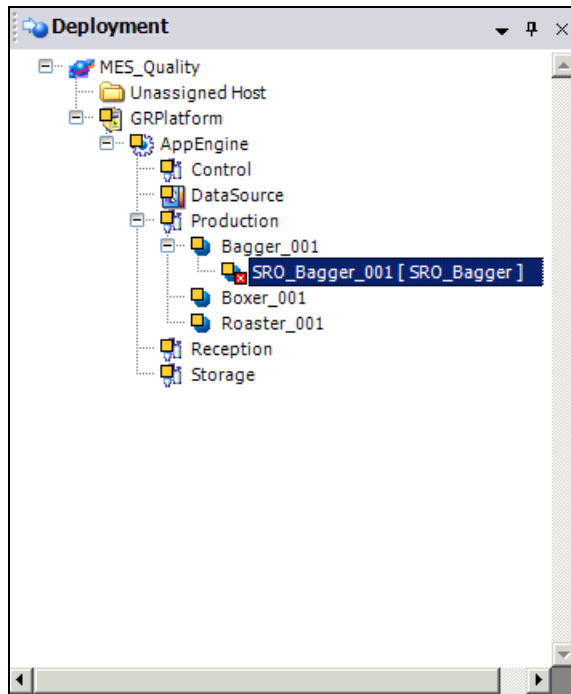 Deployment
MES_Quality
Unassigned Host
GRPlatform
AppEngine
Control
DataSource
Production
Bagger_001
SRO_Bagger_001 [ SRO_Bagger ]
Boxer_001
Roaster_001
Reception
Storage